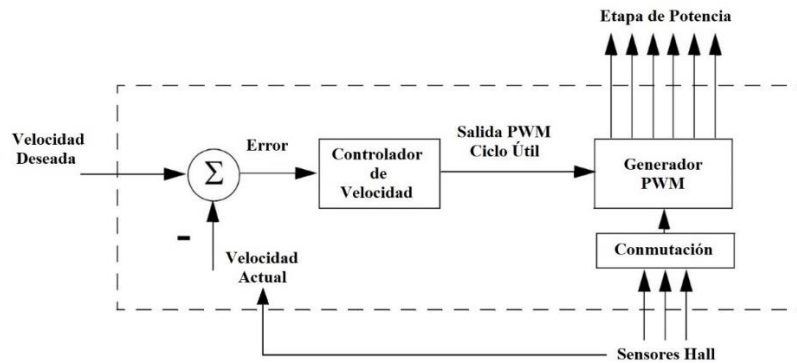 Etapa de Potencia
Velocidad
Deseada
Error
Σ
Controlador
de
Velocidad
Salida PWM
Ciclo Útil
Generador
PWM
-
Velocidad
Actual
Conmutación
Sensores Hall